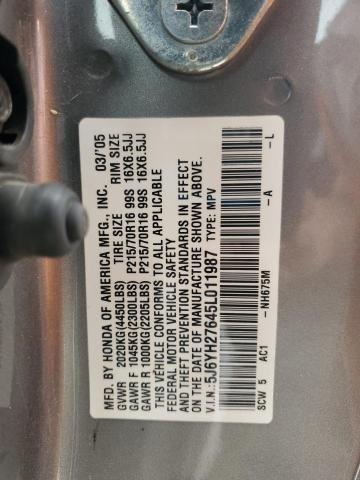 MFD. BY HONDA OF AMERICA MFG., INC. 03/'05
GVWR 2020KG(4450LBS) TIRE SIZE RIM SIZE
GAWR F 1045KG(2300LBS) P215/70R16 99S 16X6.5JJ
GAWR R 1000KG(2205LBS) P215/70R16 99S 16X6.5JJ
THIS VEHICLE CONFORMS TO ALL APPLICABLE
FEDERAL MOTOR VEHICLE SAFETY
AND THEFT PREVENTION STANDARDS IN EFFECT
ON THE DATE OF MANUFACTURE SHOWN ABOVE.
V.I.N.:5J6YH27645L011987 TYPE: MPV
SCW 5 AC1 -NH675M -A -L